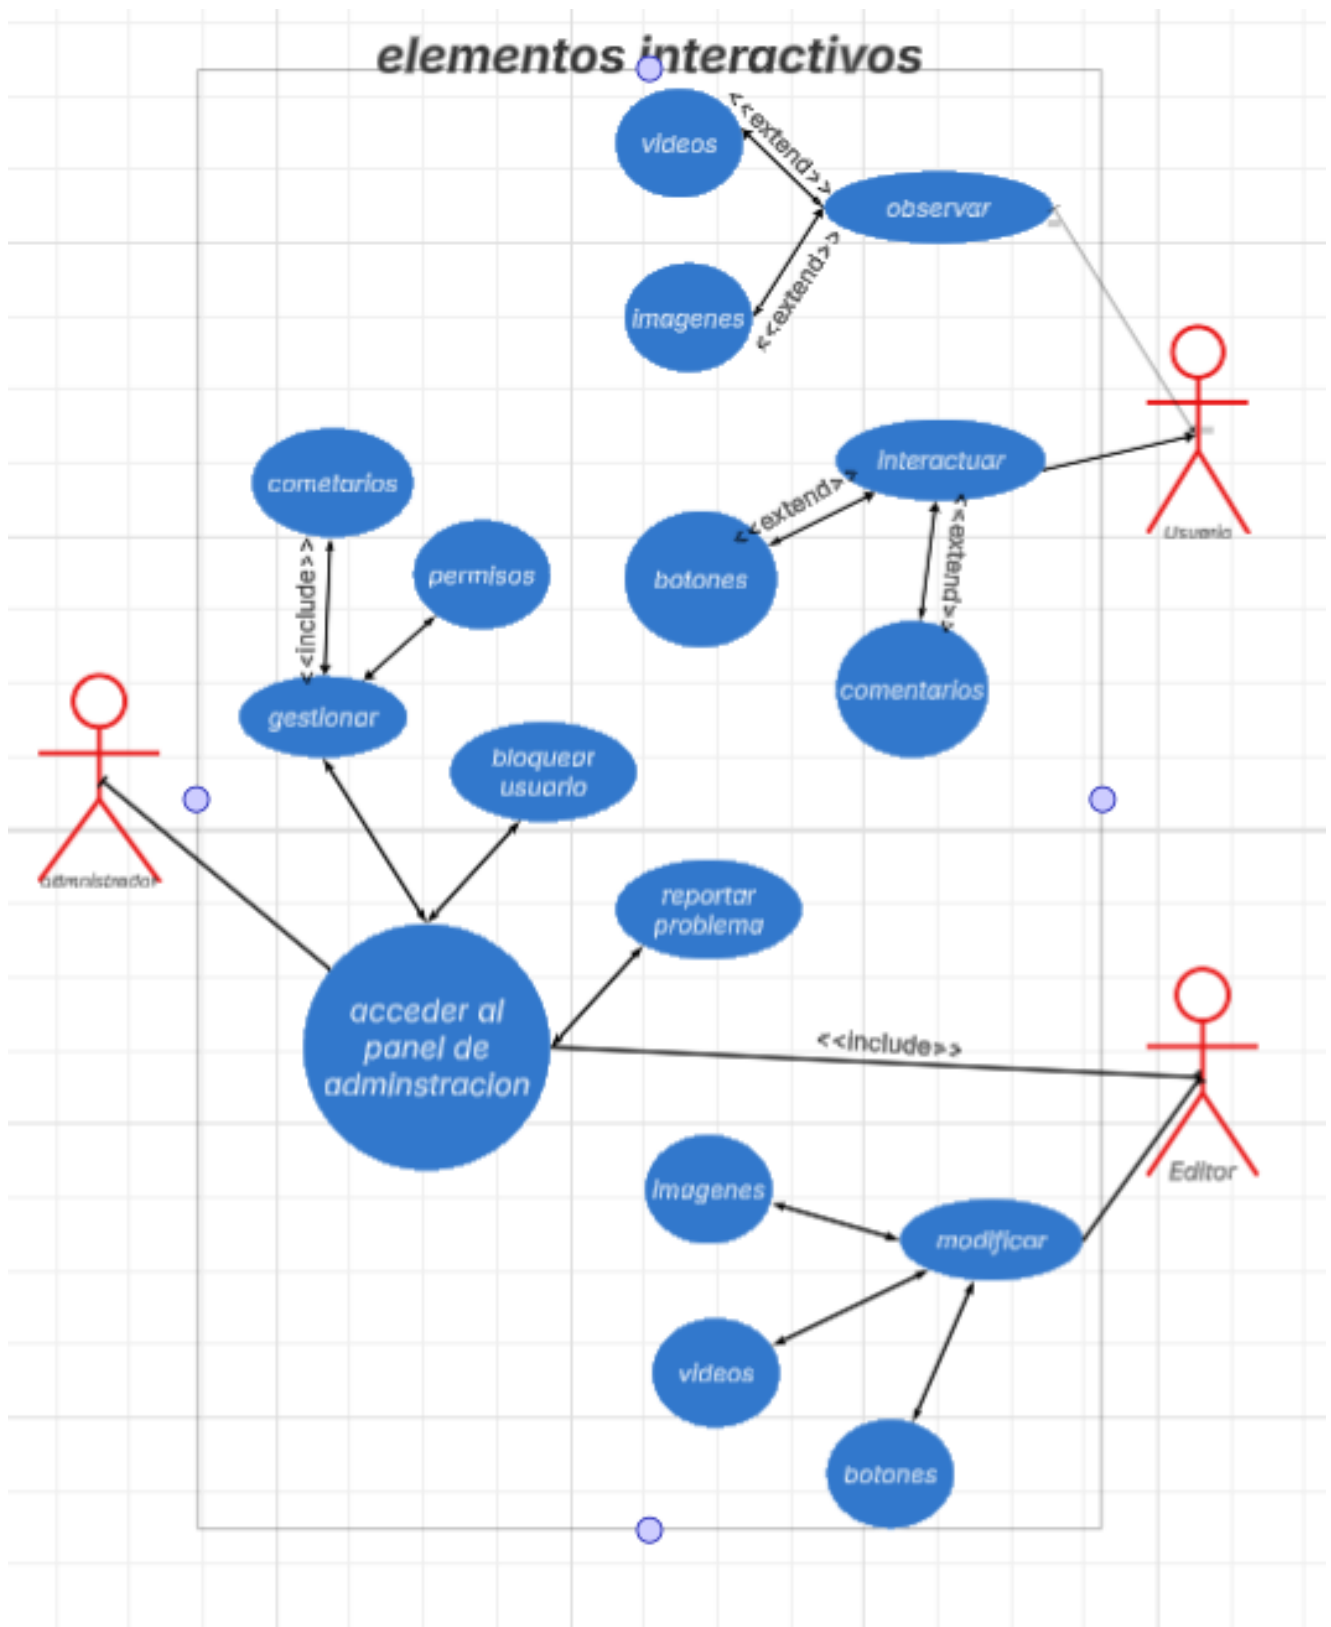 elementos interactivos
videos
<<extend>>
observar
<<extend>>
imagenes
interactuar
<<extend>>
<<extend>>
botones
comentarios
Usuario
cometarios
<<include>>
permisos
gestionar
bloquear
usuario
admnistrador
reportar
problema
acceder al
panel de
adminstracion
<<include>>
Editor
imagenes
modificar
videos
botones